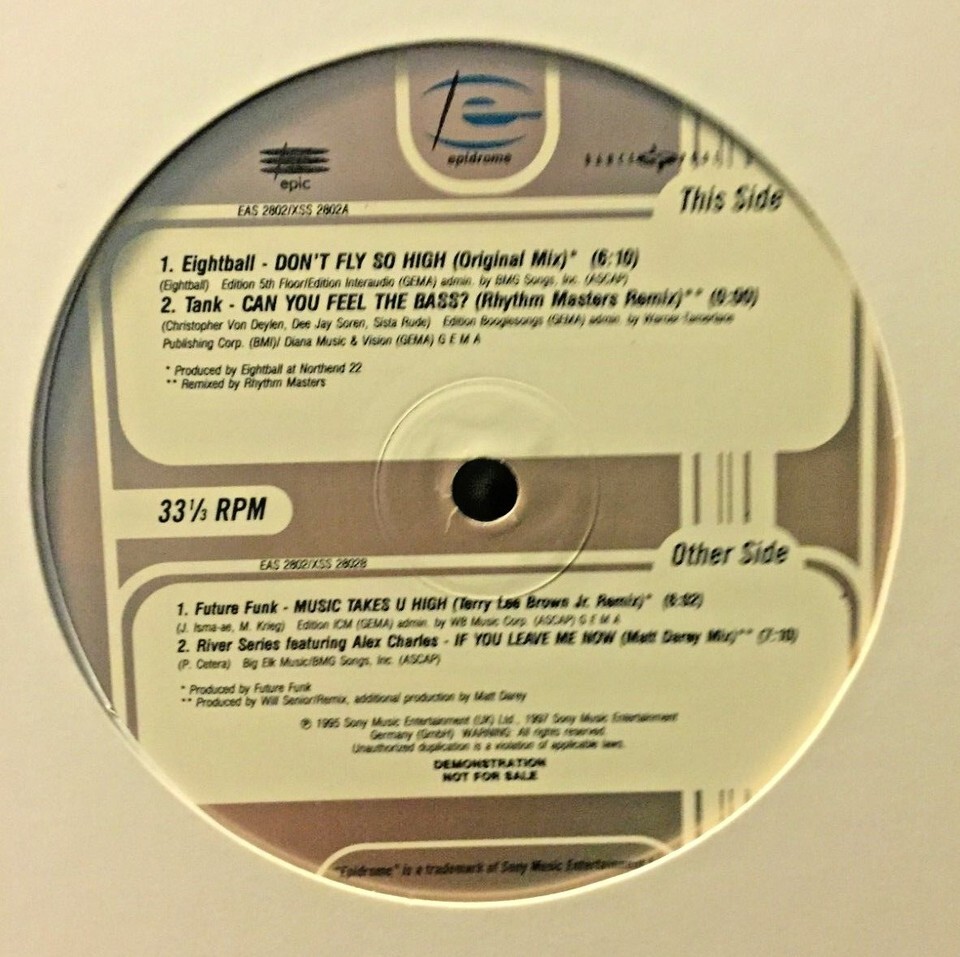 epidrome
epic
This Side
EAS 2802/XSS 2802A
1. Eightball - DON'T FLY SO HIGH (Original Mix)* (6:10)
(Eightball) Edition 5th Floor/Edition Interaudio (GEMA) admin. by BMG Songs, Inc. (ASCAP)
2. Tank - CAN YOU FEEL THE BASS? (Rhythm Masters Remix)**
(Christopher Von Deylen, Dee Jay Soren, Sista Rude) Edition Booglesongs (GEMA) admin. by Warner-Tamerlane
Publishing Corp. (BMI)/ Diana Music & Vision (GEMA) G E M A
* Produced by Eightball at Northend 22
** Remixed by Rhythm Masters
33⅓ RPM
Other Side
EAS 2802/XSS 2802B
1. Future Funk - MUSIC TAKES U HIGH (Terry Lee Brown Jr. Remix)* (6:02)
(J. Isma-ae, M. Krieg) Edition ICM (GEMA) admin. by WB Music Corp. (ASCAP) G E M A
2. River Series featuring Alex Charles - IF YOU LEAVE ME NOW (Matt Darey Mix)** (7:10)
(P. Cetera) Big Elk Music/BMG Songs, Inc. (ASCAP)
* Produced by Future Funk
** Produced by Will Senior/Remix, additional production by Matt Darey
℗ 1995 Sony Music Entertainment (UK) Ltd., 1997 Sony Music Entertainment
Germany (GmbH) WARNING: All rights reserved.
Unauthorized duplication is a violation of applicable laws.
DEMONSTRATION
NOT FOR SALE
"Epidrome" is a trademark of Sony Music Entertainment